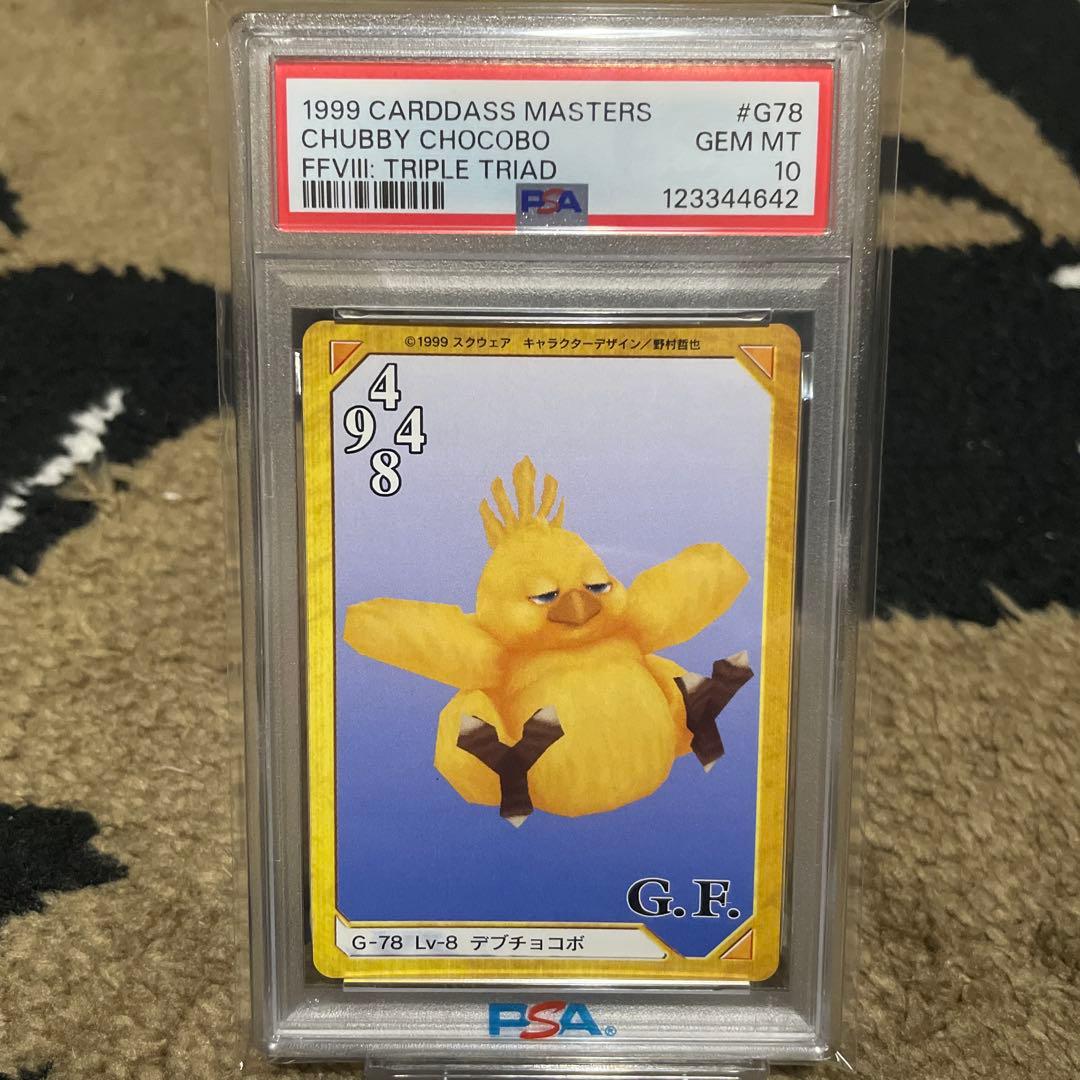 1999 CARDDASS MASTERS #G78
CHUBBY CHOCOBO GEM MT
FFVIII: TRIPLE TRIAD 10
PSA 123344642
©1999 スクウェア キャラクターデザイン／野村哲也
4
9 4
8
G.F.
G-78 Lv-8 デブチョコボ
PSA®